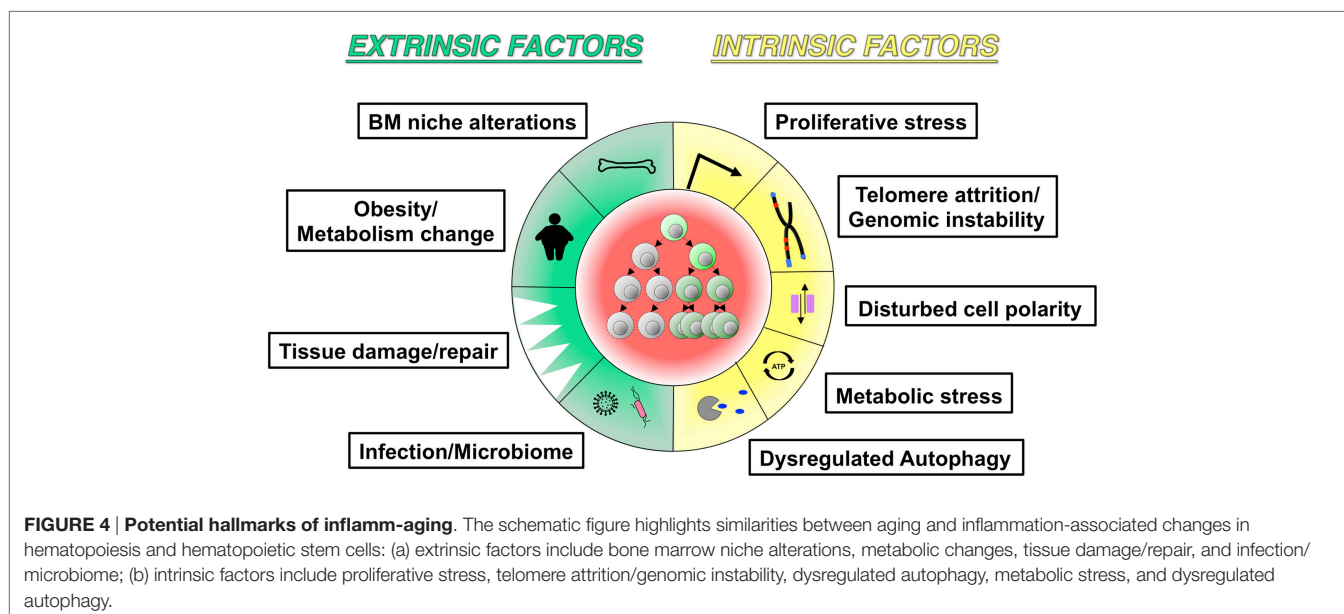 EXTRINSIC FACTORS
INTRINSIC FACTORS
BM niche alterations
Proliferative stress
Obesity/
Metabolism change
Telomere attrition/
Genomic instability
Tissue damage/repair
Disturbed cell polarity
ATP
Metabolic stress
Infection/Microbiome
Dysregulated Autophagy
FIGURE 4 | Potential hallmarks of inflamm-aging. The schematic figure highlights similarities between aging and inflammation-associated changes in
hematopoiesis and hematopoietic stem cells: (a) extrinsic factors include bone marrow niche alterations, metabolic changes, tissue damage/repair, and infection/
microbiome; (b) intrinsic factors include proliferative stress, telomere attrition/genomic instability, dysregulated autophagy, metabolic stress, and dysregulated
autophagy.